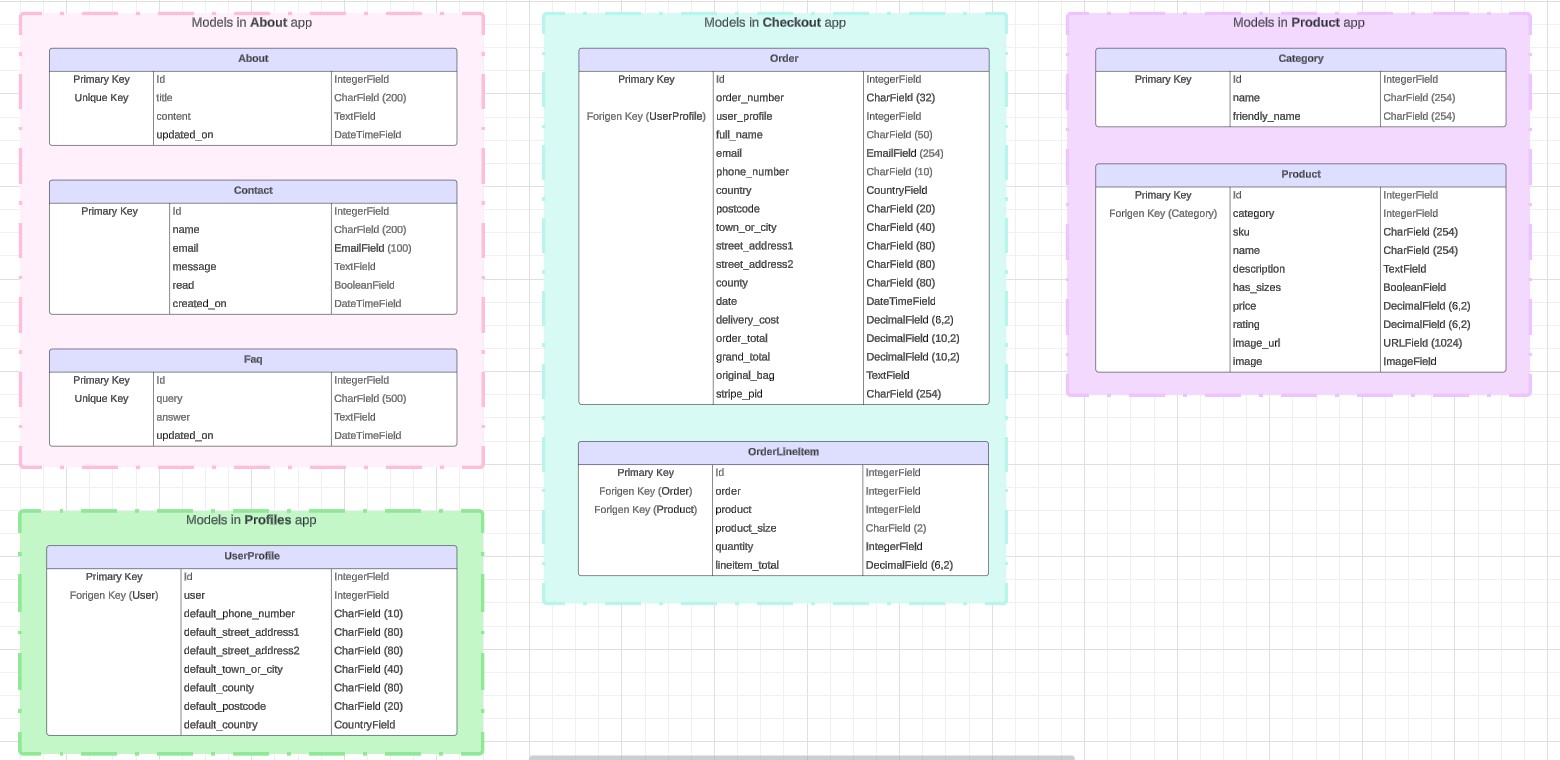 Models in About app
About
Primary Key Id IntegerField
Unique Key title CharField (200)
content TextField
updated_on DateTimeField
Contact
Primary Key Id IntegerField
name CharField (200)
email EmailField (100)
message TextField
read BooleanField
created_on DateTimeField
Faq
Primary Key Id IntegerField
Unique Key query CharField (500)
answer TextField
updated_on DateTimeField
Models in Profiles app
UserProfile
Primary Key Id IntegerField
Forigen Key (User) user IntegerField
default_phone_number CharField (10)
default_street_address1 CharField (80)
default_street_address2 CharField (80)
default_town_or_city CharField (40)
default_county CharField (80)
default_postcode CharField (20)
default_country CountryField
Models in Checkout app
Order
Primary Key Id IntegerField
order_number CharField (32)
Forigen Key (UserProfile) user_profile IntegerField
full_name CharField (50)
email EmailField (254)
phone_number CharField (10)
country CountryField
postcode CharField (20)
town_or_city CharField (40)
street_address1 CharField (80)
street_address2 CharField (80)
county CharField (80)
date DateTimeField
delivery_cost DecimalField (6,2)
order_total DecimalField (10,2)
grand_total DecimalField (10,2)
original_bag TextField
stripe_pid CharField (254)
OrderLineItem
Primary Key Id IntegerField
Forigen Key (Order) order IntegerField
Forigen Key (Product) product IntegerField
product_size CharField (2)
quantity IntegerField
lineitem_total DecimalField (6,2)
Models in Product app
Category
Primary Key Id IntegerField
name CharField (254)
friendly_name CharField (254)
Product
Primary Key Id IntegerField
Forigen Key (Category) category IntegerField
sku CharField (254)
name CharField (254)
description TextField
has_sizes BooleanField
price DecimalField (6,2)
rating DecimalField (6,2)
image_url URLField (1024)
image ImageField